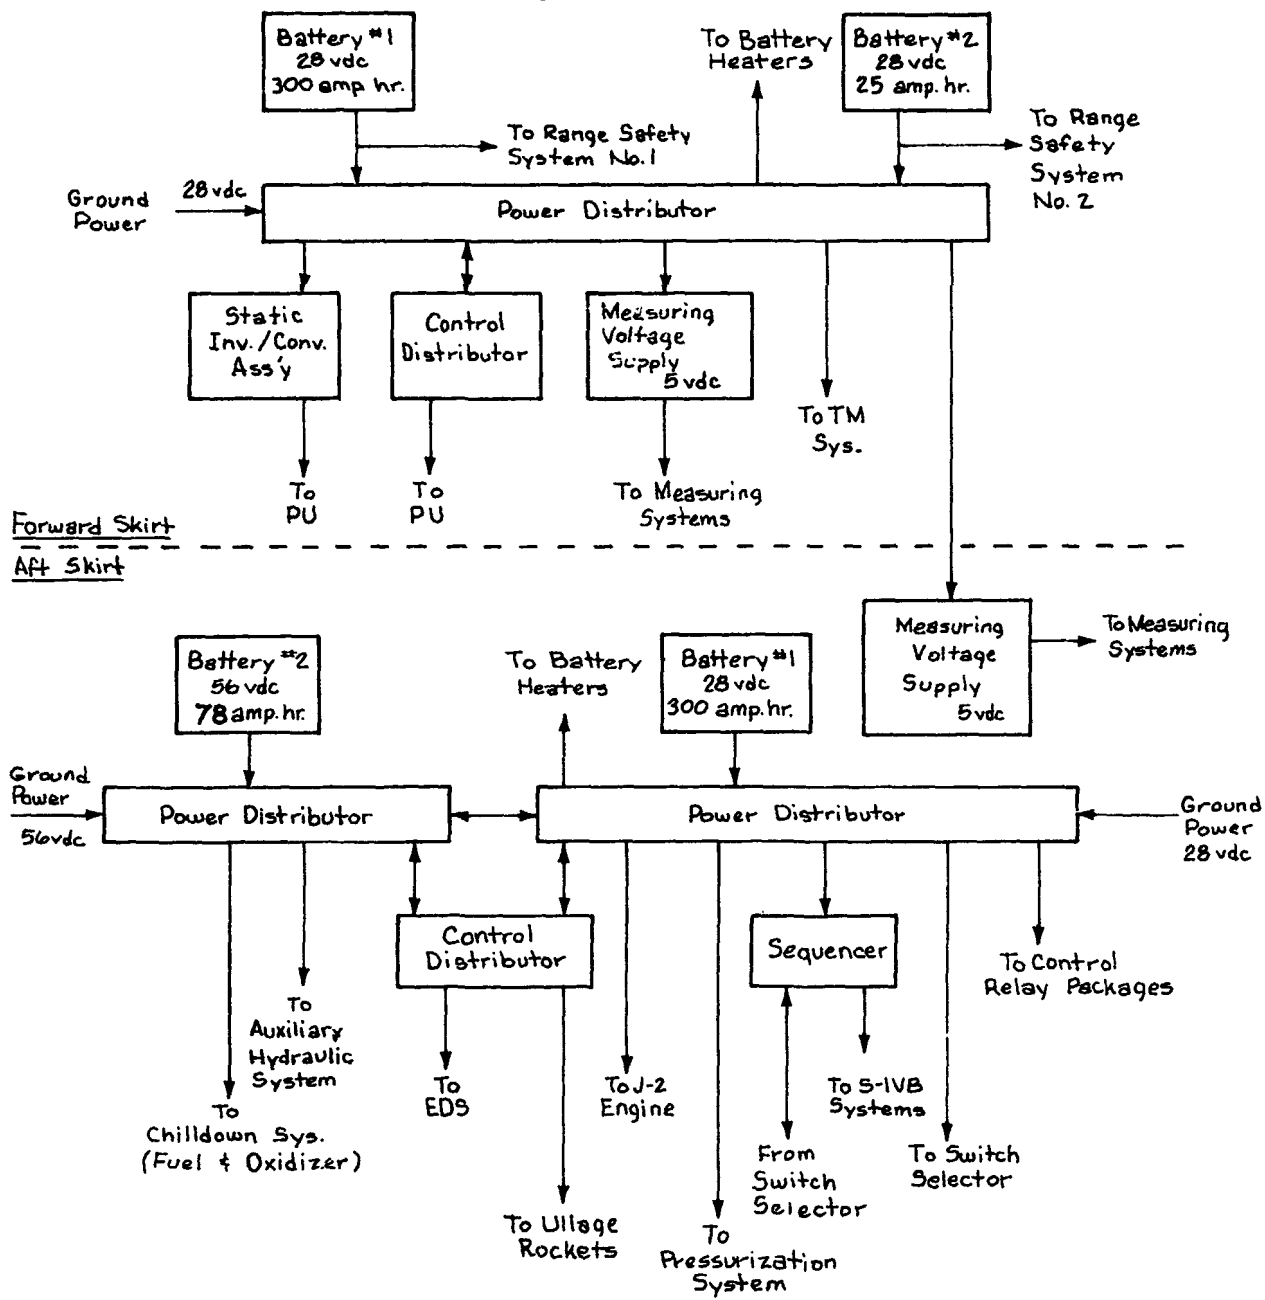 Battery #1
28 vdc
300 amp hr.
To Battery
Heaters
Battery #2
28 vdc
25 amp. hr.
To Range Safety
System No. 1
To Range
Safety
System
No. 2
Ground
Power
28 vdc
Power Distributor
Static
Inv./Conv.
Ass'y
Control
Distributor
Measuring
Voltage
Supply
5 vdc
To TM
Sys.
To
PU
To
PU
To Measuring
Systems
Forward Skirt
Aft Skirt
Battery #2
56 vdc
78 amp. hr.
To Battery
Heaters
Battery #1
28 vdc
300 amp. hr.
Measuring
Voltage
Supply
5 vdc
To Measuring
Systems
Ground
Power
56 vdc
Power Distributor
Power Distributor
Ground
Power
28 vdc
Control
Distributor
Sequencer
To Control
Relay Packages
To
Auxiliary
Hydraulic
System
To
Chilldown Sys.
(Fuel & Oxidizer)
To
EDS
To J-2
Engine
To S-IVB
Systems
From
Switch
Selector
To Switch
Selector
To Ullage
Rockets
To
Pressurization
System